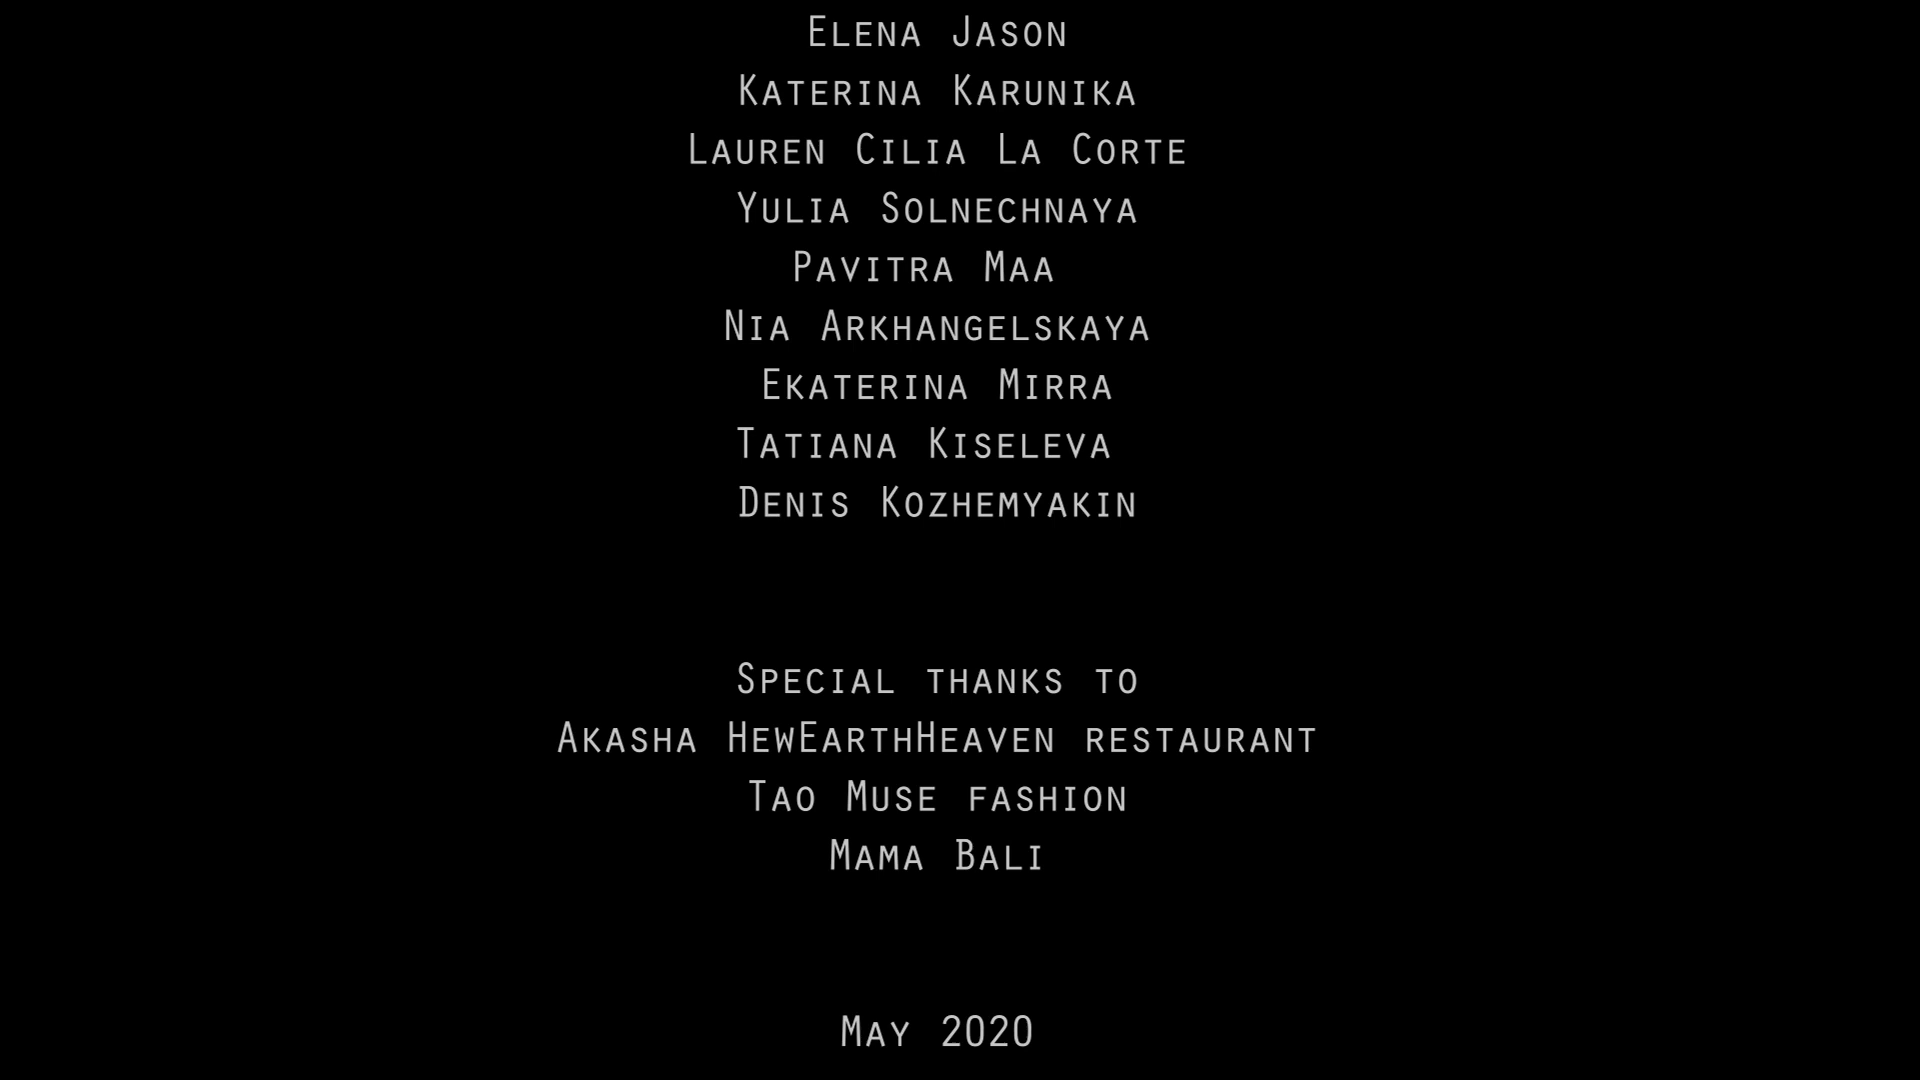 Elena Jason
Katerina Karunika
Lauren Cilia La Corte
Yulia Solnechnaya
Pavitra Maa
Nia Arkhangelskaya
Ekaterina Mirra
Tatiana Kiseleva
Denis Kozhemyakin
Special thanks to
Akasha HewEarthHeaven restaurant
Tao Muse fashion
Mama Bali
May 2020